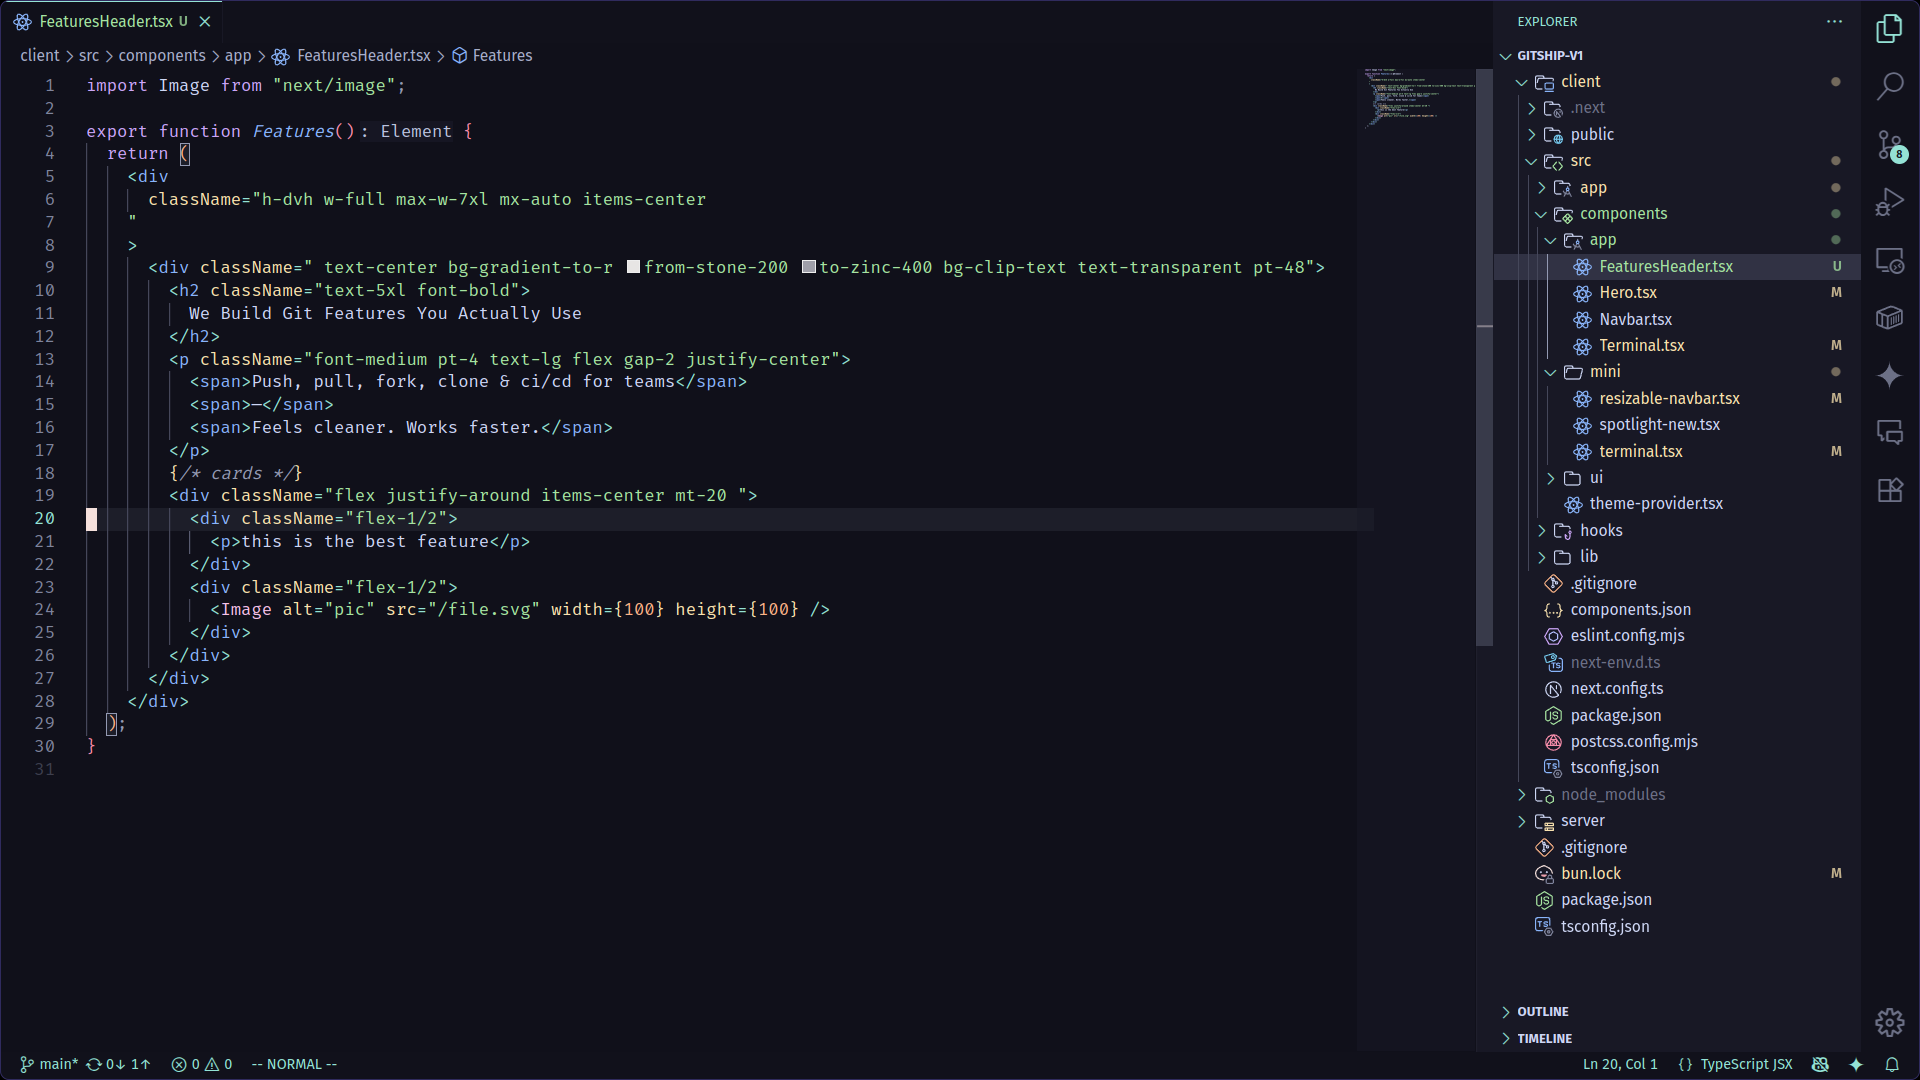 FeaturesHeader.tsx U
client > src > components > app > FeaturesHeader.tsx > Features
1 import Image from "next/image";
2
3 export function Features(): Element {
4 return (
5 <div
6 className="h-dvh w-full max-w-7xl mx-auto items-center
7 "
8 >
9 <div className=" text-center bg-gradient-to-r from-stone-200 to-zinc-400 bg-clip-text text-transparent pt-48">
10 <h2 className="text-5xl font-bold">
11 We Build Git Features You Actually Use
12 </h2>
13 <p className="font-medium pt-4 text-lg flex gap-2 justify-center">
14 <span>Push, pull, fork, clone & ci/cd for teams</span>
15 <span>—</span>
16 <span>Feels cleaner. Works faster.</span>
17 </p>
18 {/* cards */}
19 <div className="flex justify-around items-center mt-20 ">
20 <div className="flex-1/2">
21 <p>this is the best feature</p>
22 </div>
23 <div className="flex-1/2">
24 <Image alt="pic" src="/file.svg" width={100} height={100} />
25 </div>
26 </div>
27 </div>
28 </div>
29 );
30 }
31
EXPLORER ···
GITSHIP-V1
client
.next
public
src
app
components
app
FeaturesHeader.tsx U
Hero.tsx M
Navbar.tsx
Terminal.tsx M
mini
resizable-navbar.tsx M
spotlight-new.tsx
terminal.tsx M
ui
theme-provider.tsx
hooks
lib
.gitignore
components.json
eslint.config.mjs
next-env.d.ts
next.config.ts
package.json
postcss.config.mjs
tsconfig.json
node_modules
server
.gitignore
bun.lock M
package.json
tsconfig.json
OUTLINE
TIMELINE
8
main* 0↓ 1↑ 0 0 -- NORMAL --
Ln 20, Col 1 {} TypeScript JSX